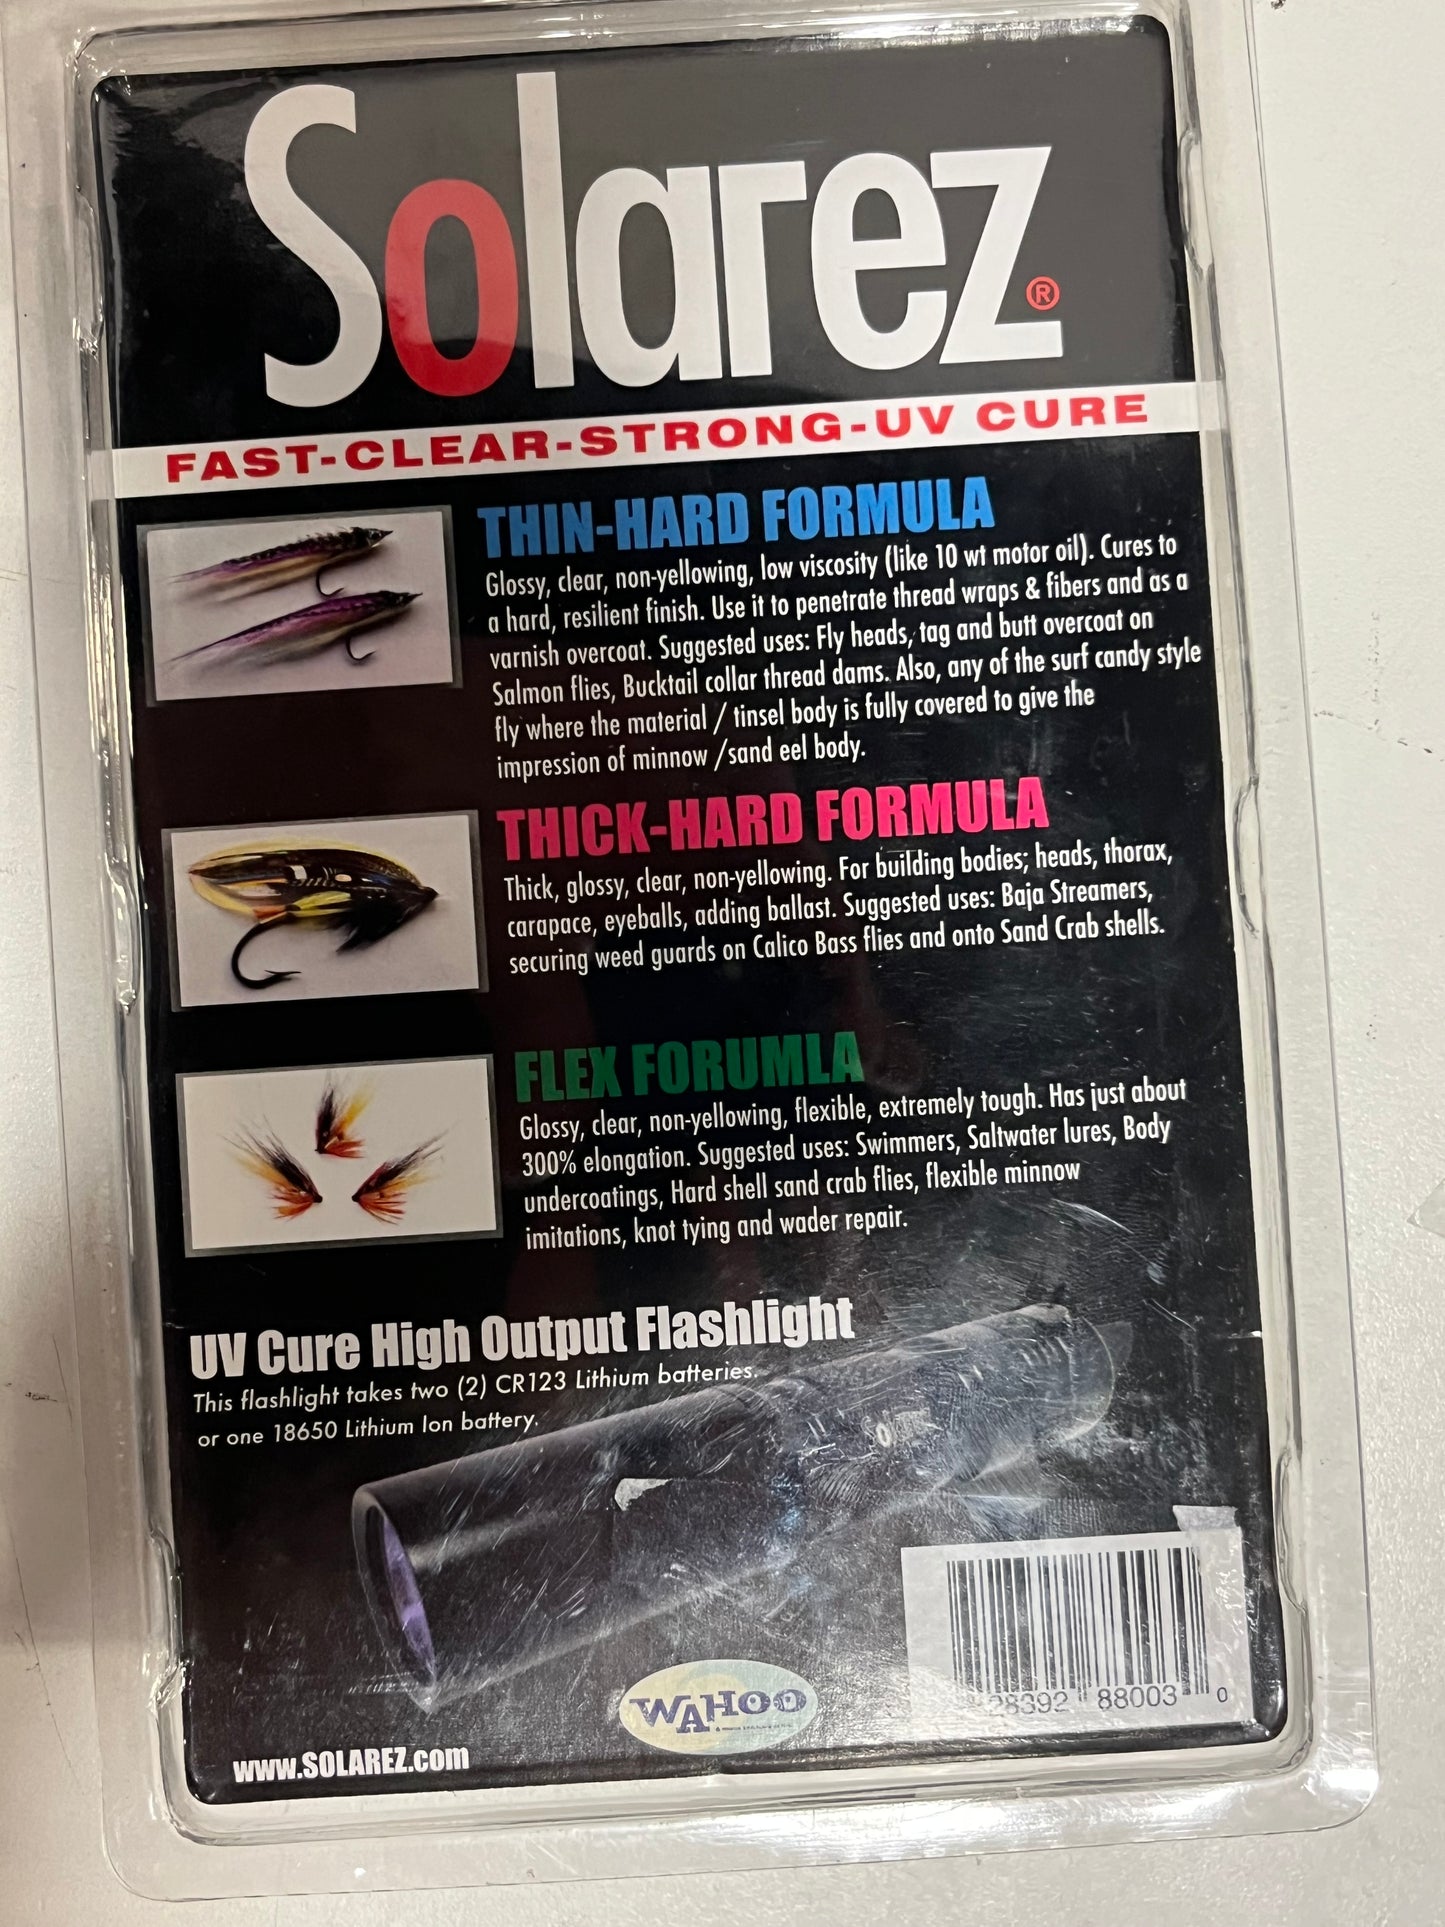 Solarez®
FAST-CLEAR-STRONG-UV CURE
THIN-HARD FORMULA
Glossy, clear, non-yellowing, low viscosity (like 10 wt motor oil). Cures to
a hard, resilient finish. Use it to penetrate thread wraps & fibers and as a
varnish overcoat. Suggested uses: Fly heads, tag and butt overcoat on
Salmon flies, Bucktail collar thread dams. Also, any of the surf candy style
fly where the material / tinsel body is fully covered to give the
impression of minnow /sand eel body.
THICK-HARD FORMULA
Thick, glossy, clear, non-yellowing. For building bodies; heads, thorax,
carapace, eyeballs, adding ballast. Suggested uses: Baja Streamers,
securing weed guards on Calico Bass flies and onto Sand Crab shells.
FLEX FORUMLA
Glossy, clear, non-yellowing, flexible, extremely tough. Has just about
300% elongation. Suggested uses: Swimmers, Saltwater lures, Body
undercoatings, Hard shell sand crab flies, flexible minnow
imitations, knot tying and wader repair.
UV Cure High Output Flashlight
This flashlight takes two (2) CR123 Lithium batteries.
or one 18650 Lithium Ion battery.
28392 88003 0
WAHOO
www.SOLAREZ.com